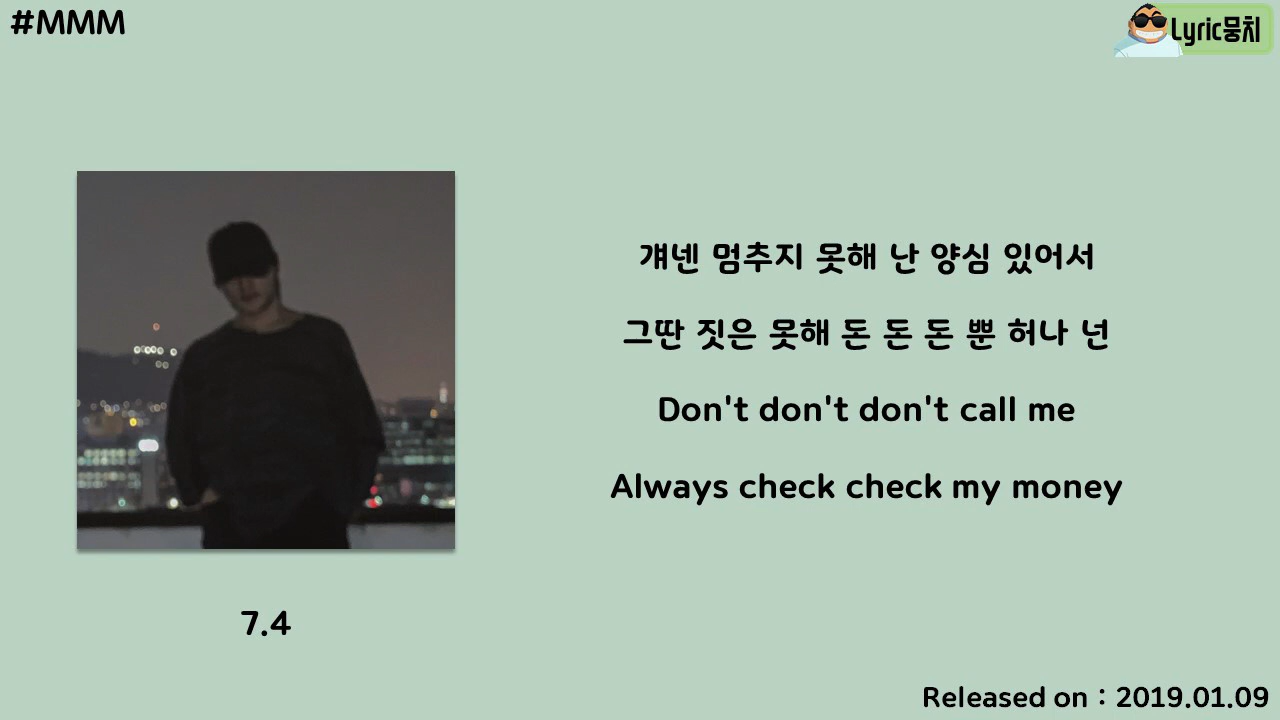 #MMM
Lyric뭉치
걔넨 멈추지 못해 난 양심 있어서
그딴 짓은 못해 돈 돈 돈 뿐 허나 넌
Don't don't don't call me
Always check check my money
7.4
Released on : 2019.01.09